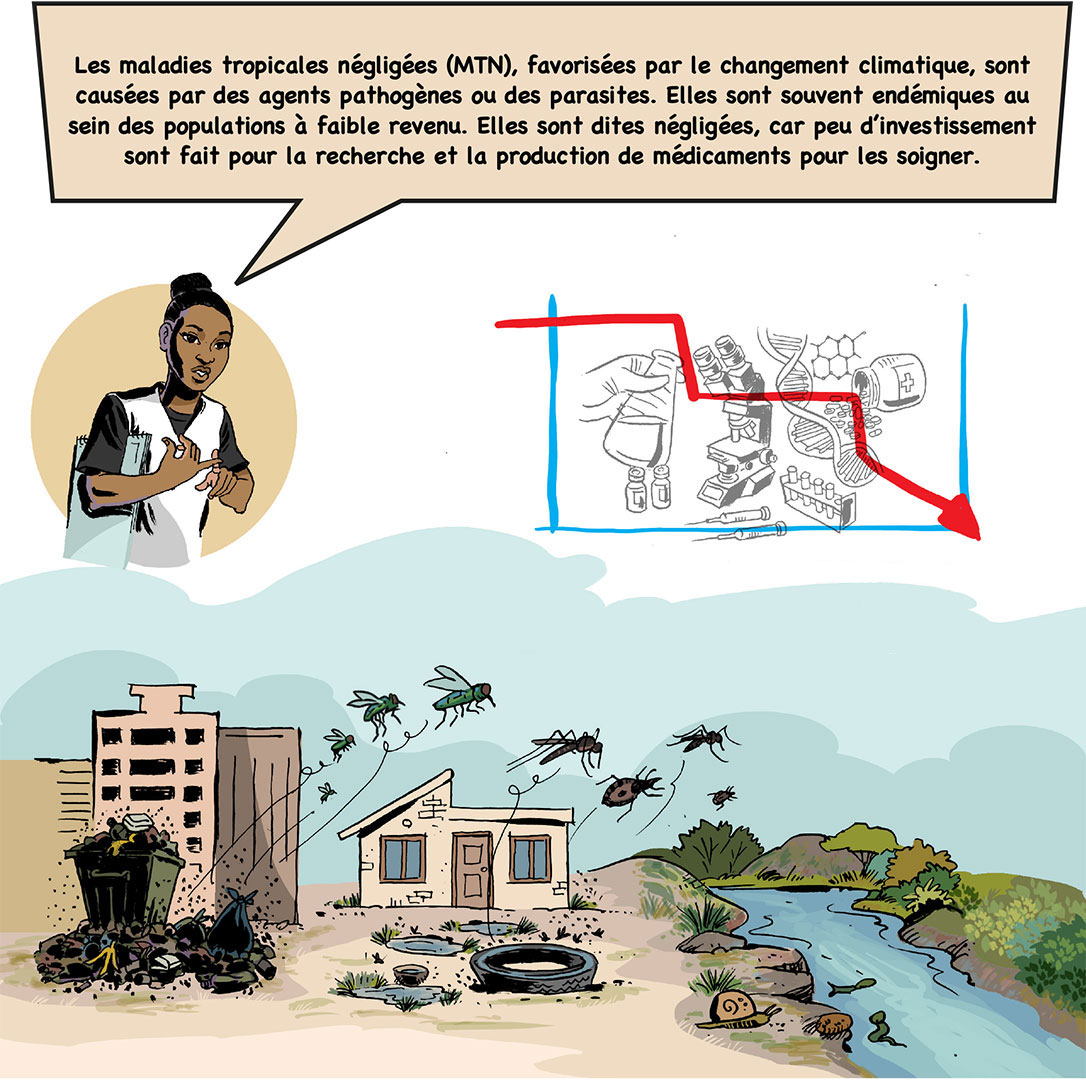 Les maladies tropicales négligées (MTN), favorisées par le changement climatique, sont
causées par des agents pathogènes ou des parasites. Elles sont souvent endémiques au
sein des populations à faible revenu. Elles sont dites négligées, car peu d'investissement
sont fait pour la recherche et la production de médicaments pour les soigner.